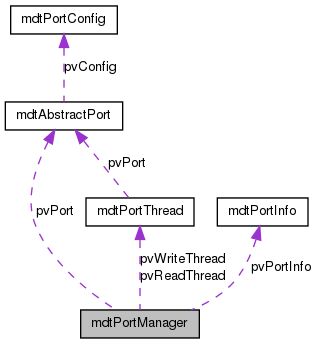 mdtPortConfig
pvConfig
mdtAbstractPort
pvPort
mdtPortThread
mdtPortInfo
pvPort
pvWriteThread
pvReadThread
pvPortInfo
mdtPortManager